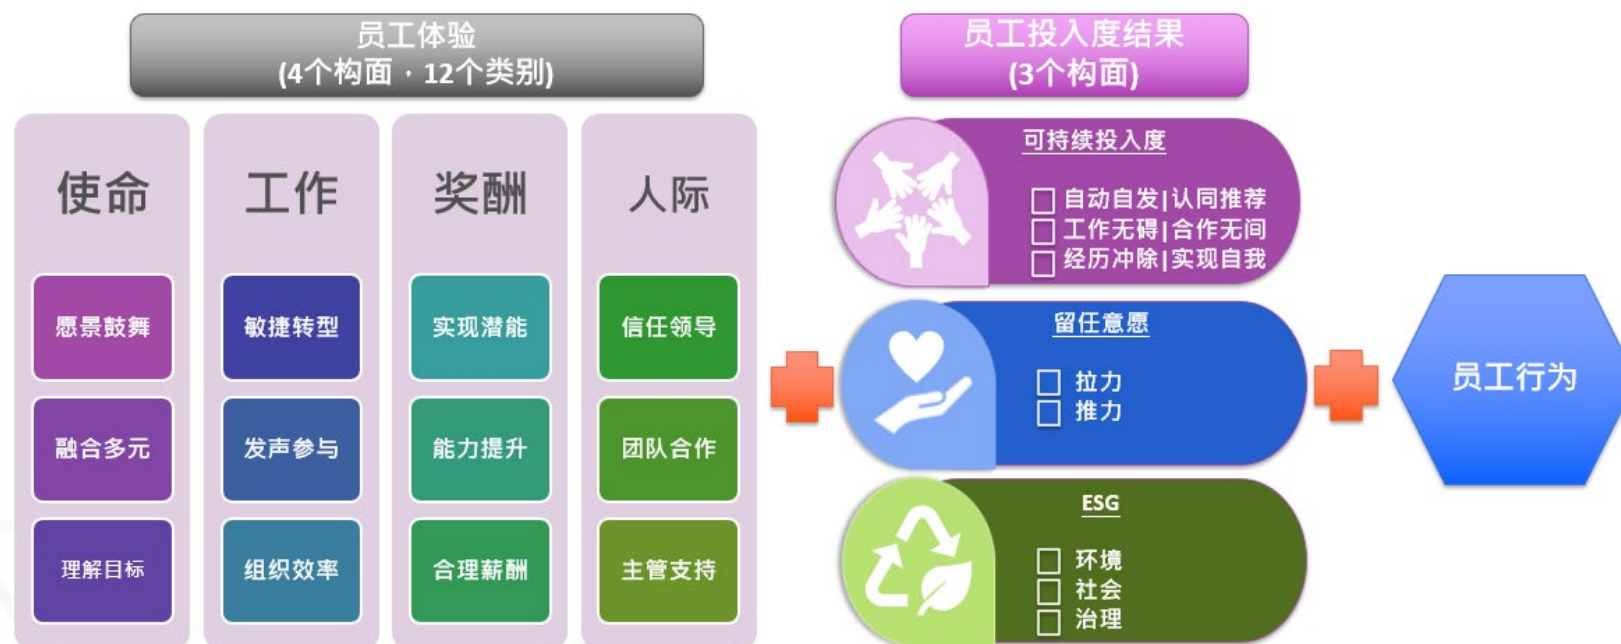 员工体验
(4个构面，12个类别)
使命
工作
奖酬
人际
愿景鼓舞
敏捷转型
实现潜能
信任领导
融合多元
发声参与
能力提升
团队合作
理解目标
组织效率
合理薪酬
主管支持
员工投入度结果
(3个构面)
可持续投入度
自动自发|认同推荐
工作无碍|合作无间
经历冲除|实现自我
留任意愿
拉力
推力
ESG
环境
社会
治理
员工行为